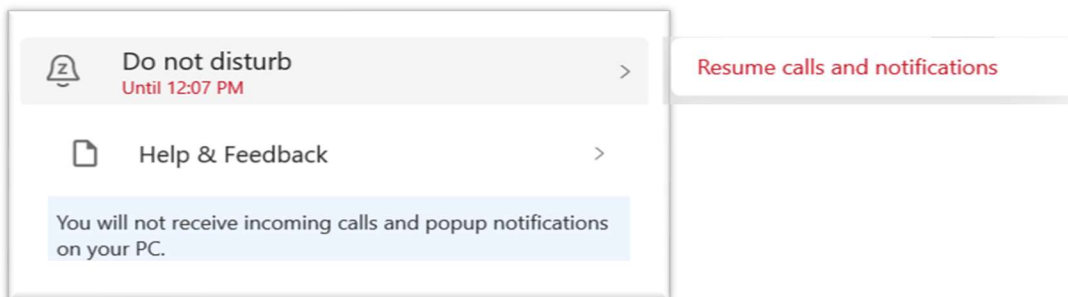 Do not disturb
Until 12:07 PM
Resume calls and notifications
Help & Feedback
You will not receive incoming calls and popup notifications
on your PC.